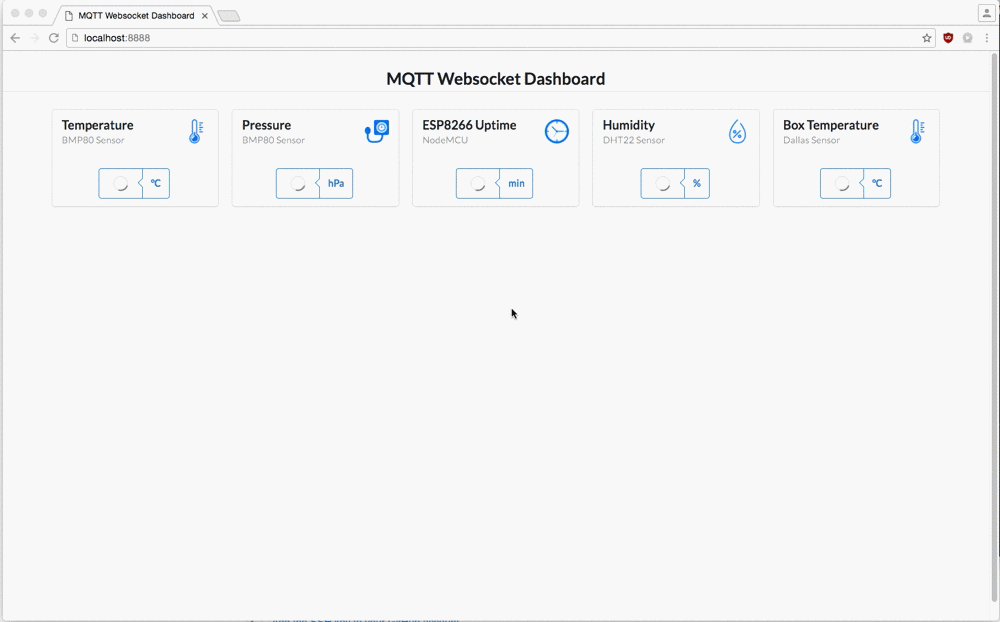 MQTT Websocket Dashboard
localhost:8888
MQTT Websocket Dashboard
Temperature
BMP80 Sensor
°C
Pressure
BMP80 Sensor
hPa
ESP8266 Uptime
NodeMCU
min
Humidity
DHT22 Sensor
%
Box Temperature
Dallas Sensor
°C